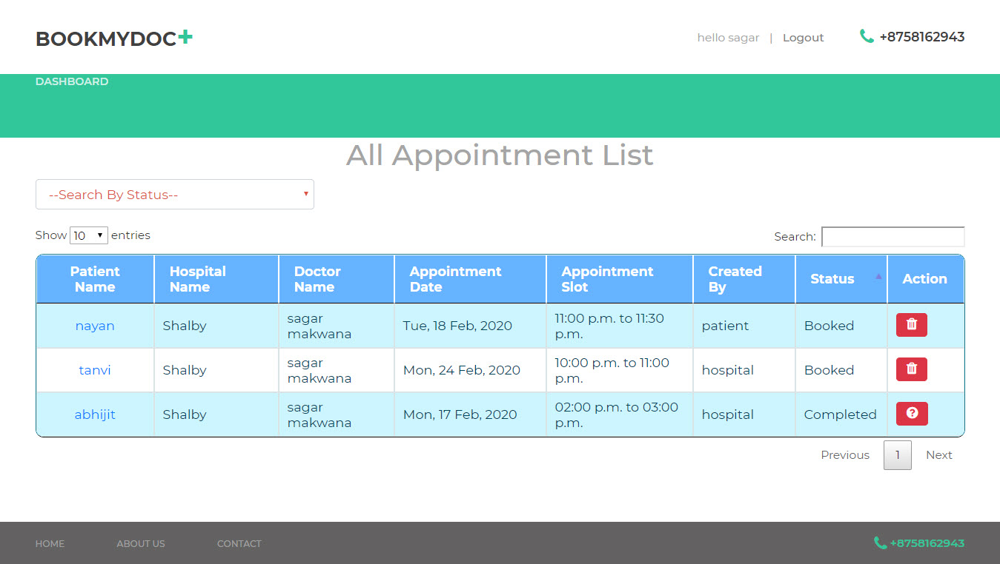 BOOKMYDOC+
hello sagar | Logout +8758162943
DASHBOARD
All Appointment List
--Search By Status--
Show 10 entries Search:
Patient Name Hospital Name Doctor Name Appointment Date Appointment Slot Created By Status Action
nayan Shalby sagar makwana Tue, 18 Feb, 2020 11:00 p.m. to 11:30 p.m. patient Booked
tanvi Shalby sagar makwana Mon, 24 Feb, 2020 10:00 p.m. to 11:00 p.m. hospital Booked
abhijit Shalby sagar makwana Mon, 17 Feb, 2020 02:00 p.m. to 03:00 p.m. hospital Completed ?
Previous 1 Next
HOME ABOUT US CONTACT +8758162943